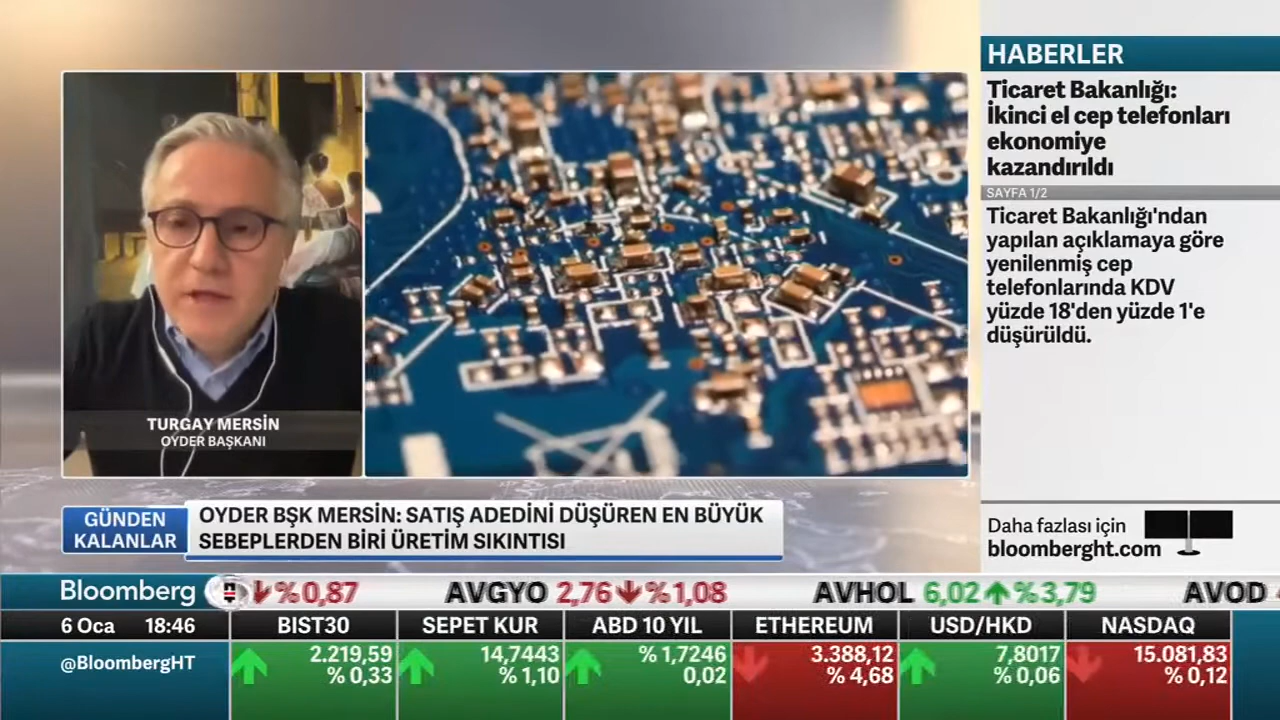 HABERLER
Ticaret Bakanlığı:
İkinci el cep telefonları
ekonomiye
kazandırıldı
SAYFA 1/2
Ticaret Bakanlığı'ndan
yapılan açıklamaya göre
yenilenmiş cep
telefonlarında KDV
yüzde 18'den yüzde 1'e
düşürüldü.
TURGAY MERSİN
OYDER BAŞKANI
GÜNDEN
KALANLAR
OYDER BŞK MERSİN: SATIŞ ADEDİNİ DÜŞÜREN EN BÜYÜK
SEBEPLERDEN BİRİ ÜRETİM SIKINTISI
Daha fazlası için
bloomberght.com
Bloomberg %0,87 AVGYO 2,76 %1,08 AVHOL 6,02 %3,79 AVOD
6 Oca 18:46 BIST30 SEPET KUR ABD 10 YIL ETHEREUM USD/HKD NASDAQ
@BloombergHT 2.219,59 14,7443 % 1,7246 3.388,12 7,8017 15.081,83
% 0,33 % 1,10 0,02 % 4,68 % 0,06 % 0,12